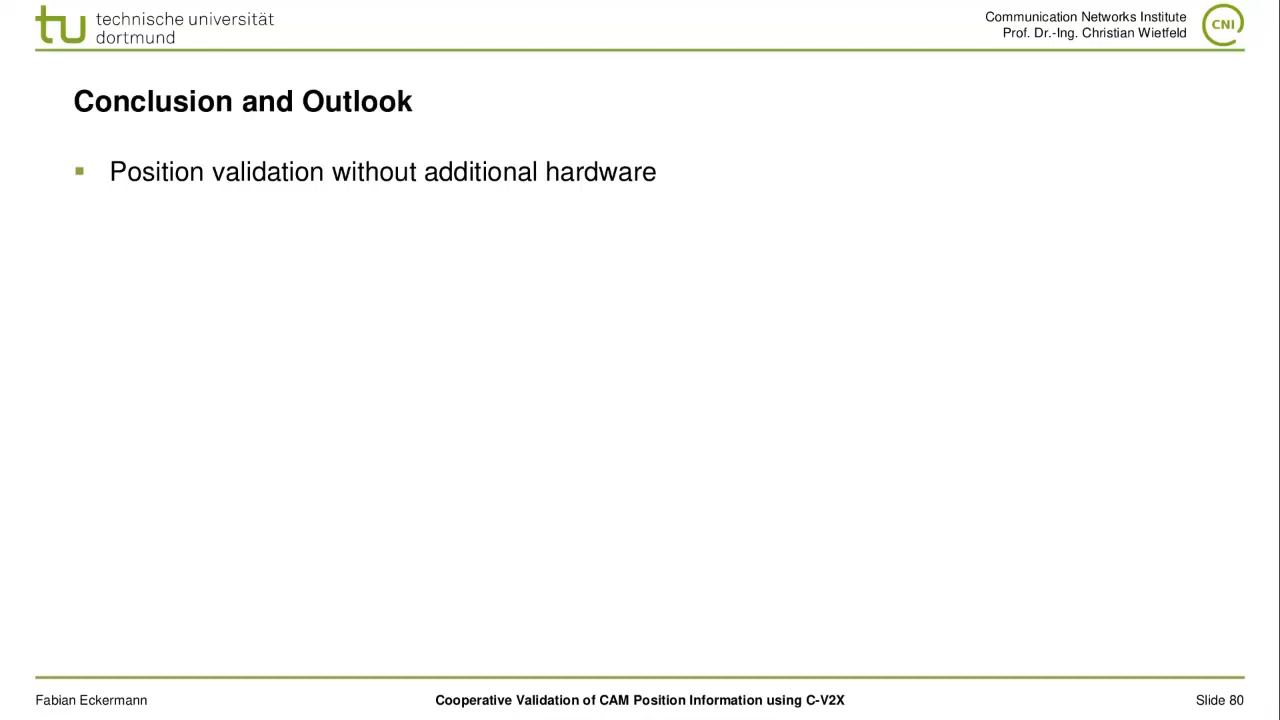 technische universität
dortmund
Communication Networks Institute
Prof. Dr.-Ing. Christian Wietfeld
CNI
Conclusion and Outlook
Position validation without additional hardware
Fabian Eckermann
Cooperative Validation of CAM Position Information using C-V2X
Slide 80